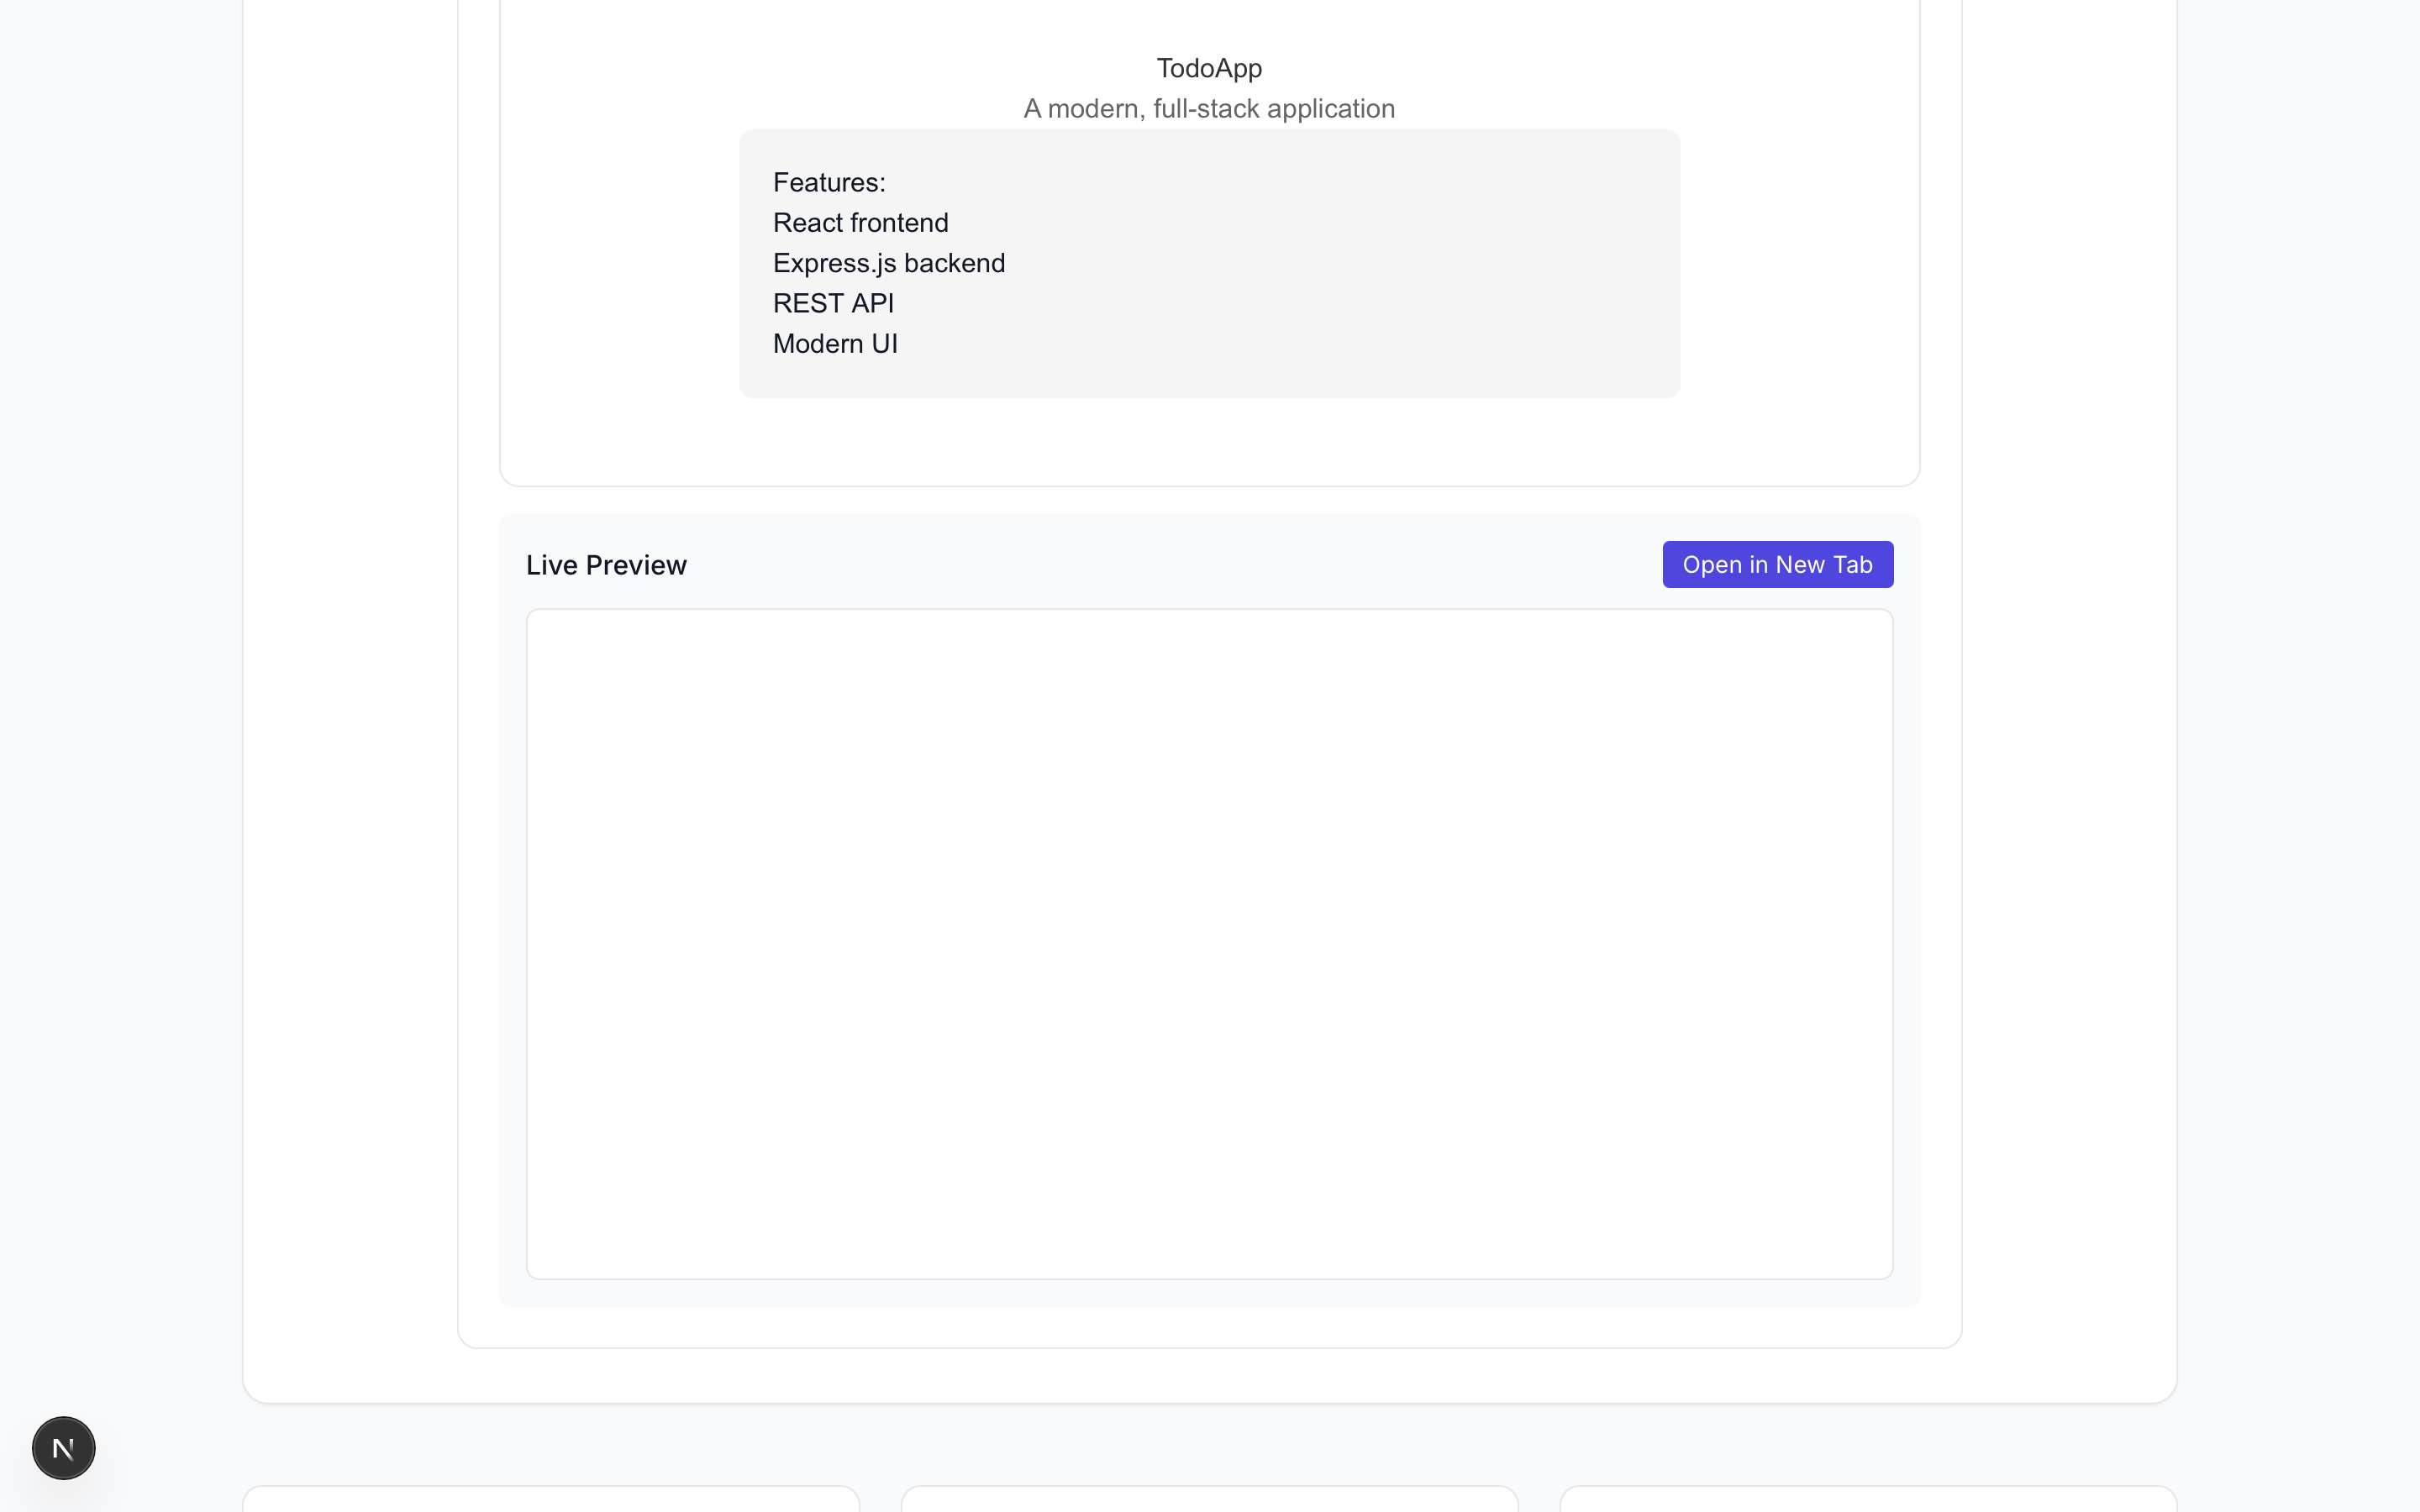 TodoApp
A modern, full-stack application
Features:
React frontend
Express.js backend
REST API
Modern UI
Live Preview
Open in New Tab
N